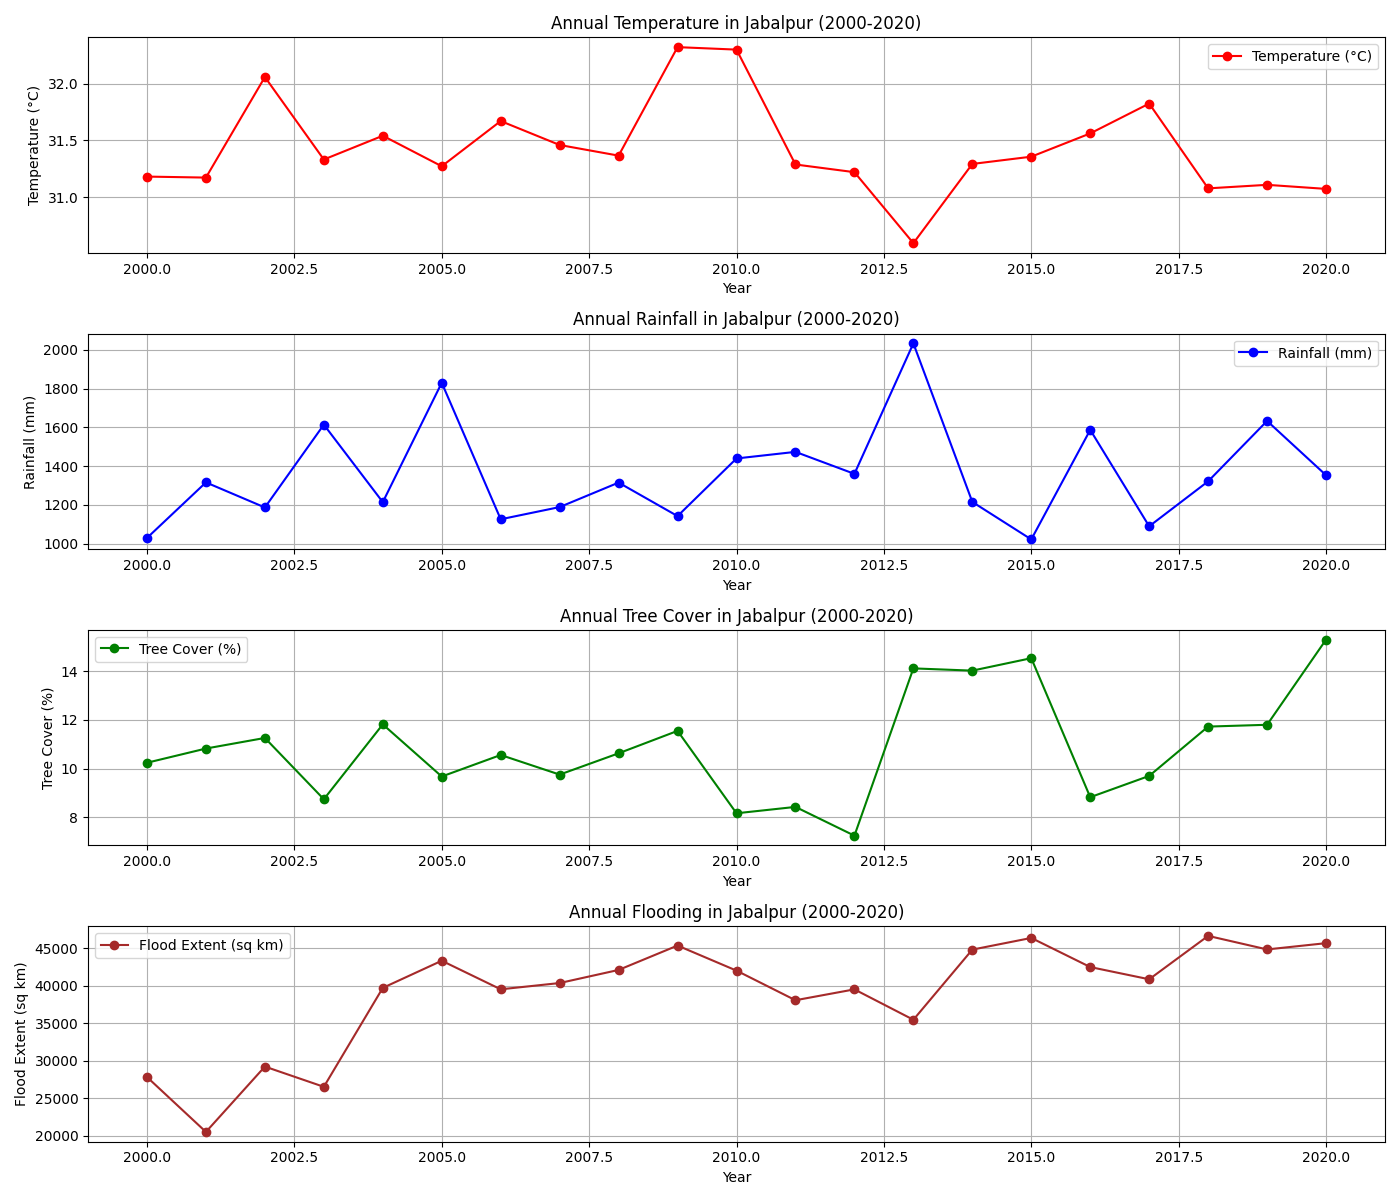 Annual Temperature in Jabalpur (2000-2020)
Temperature (°C)
32.0
31.5
31.0
Temperature (°C)
2000.0 2002.5 2005.0 2007.5 2010.0 2012.5 2015.0 2017.5 2020.0
Year
Annual Rainfall in Jabalpur (2000-2020)
Rainfall (mm)
2000
1800
1600
1400
1200
1000
Rainfall (mm)
2000.0 2002.5 2005.0 2007.5 2010.0 2012.5 2015.0 2017.5 2020.0
Year
Annual Tree Cover in Jabalpur (2000-2020)
Tree Cover (%)
14
12
10
8
Tree Cover (%)
2000.0 2002.5 2005.0 2007.5 2010.0 2012.5 2015.0 2017.5 2020.0
Year
Annual Flooding in Jabalpur (2000-2020)
Flood Extent (sq km)
45000
40000
35000
30000
25000
20000
Flood Extent (sq km)
2000.0 2002.5 2005.0 2007.5 2010.0 2012.5 2015.0 2017.5 2020.0
Year